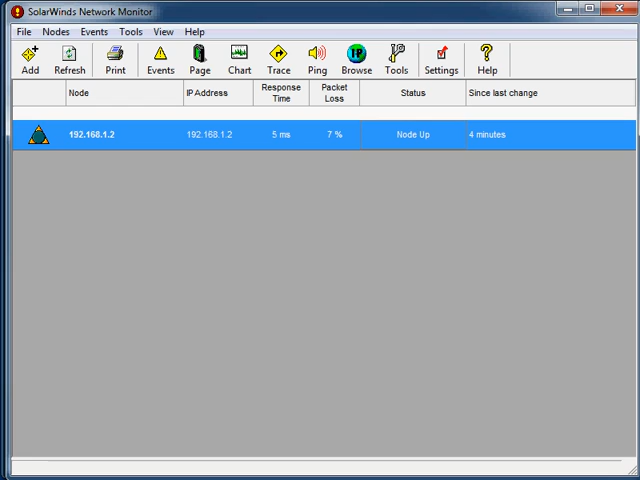 SolarWinds Network Monitor
File Nodes Events Tools View Help
Add Refresh Print Events Page Chart Trace Ping Browse Tools Settings Help
Node IP Address Response Time Packet Loss Status Since last change
192.168.1.2 192.168.1.2 5 ms 7 % Node Up 4 minutes